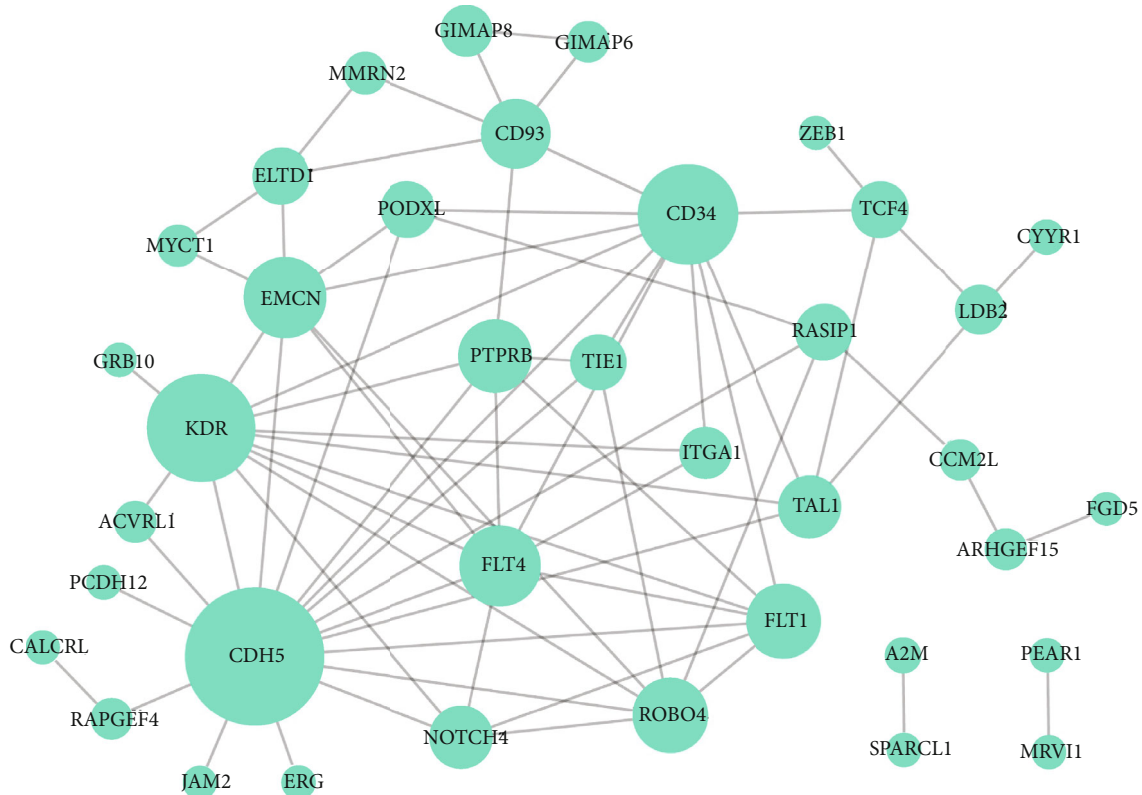 GIMAP8
GIMAP6
MMRN2
CD93
ZEB1
ELTD1
PODXL
CD34
TCF4
MYCT1
CYYR1
EMCN
LDB2
RASIP1
GRB10
PTPRB
TIE1
KDR
ITGA1
CCM2L
TAL1
FGD5
ACVRL1
ARHGEF15
FLT4
PCDH12
FLT1
CALCRL
CDH5
A2M
PEAR1
RAPGEF4
ROBO4
NOTCH4
SPARCL1
MRVI1
JAM2
ERG